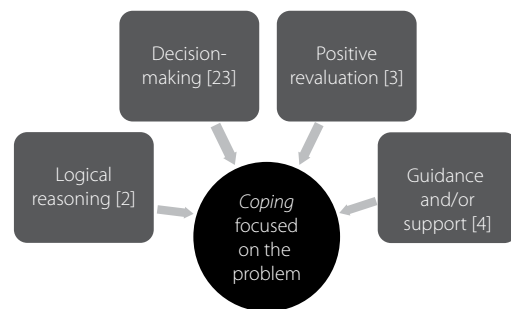 Decision-
making [23]
Positive
revaluation [3]
Logical
reasoning [2]
Coping
focused
on the
problem
Guidance
and/or
support [4]